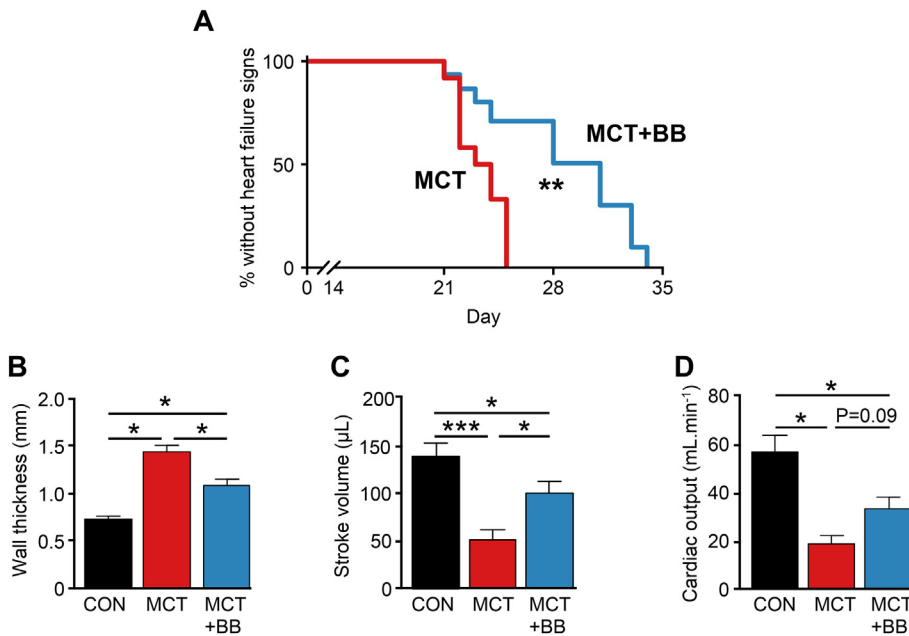 A
% without heart failure signs
100
50
0
MCT+BB
MCT
**
0 14 21 28 35
Day
B
Wall thickness (mm)
2.0
1.5
1.0
0.5
0
*
* *
CON MCT MCT
+BB
C
Stroke volume (µL)
200
150
100
50
0
*
*** *
CON MCT MCT
+BB
D
Cardiac output (mL.min⁻¹)
80
60
40
20
0
*
* P=0.09
CON MCT MCT
+BB